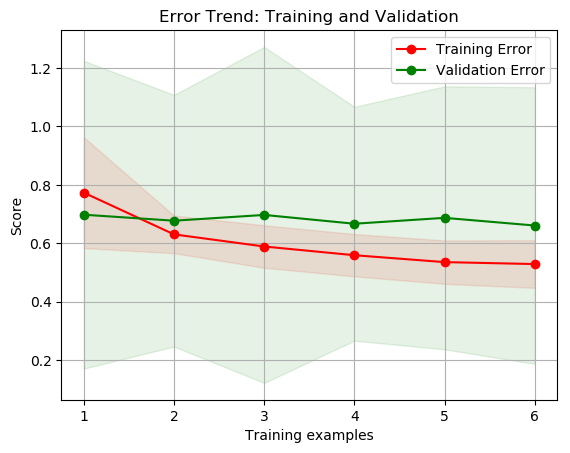 Error Trend: Training and Validation
Training Error
Validation Error
1.2
1.0
0.8
0.6
0.4
0.2
Score
1 2 3 4 5 6
Training examples